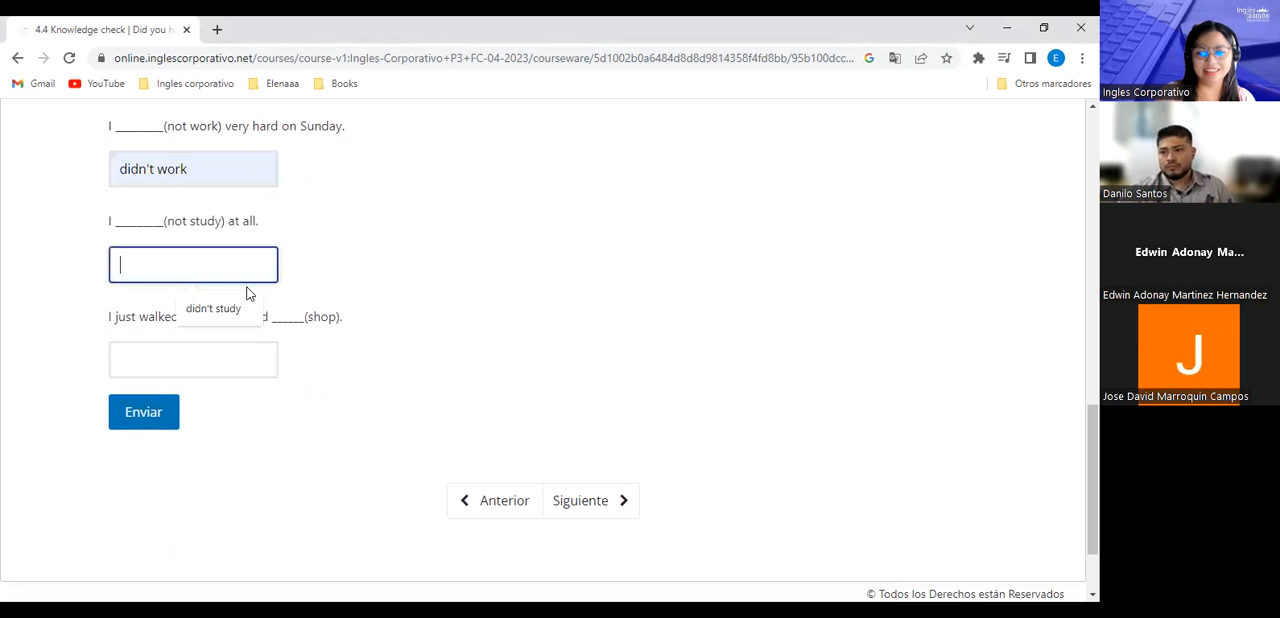 4.4 Knowledge check | Did you h
online.inglescorporativo.net/courses/course-v1:Ingles-Corporativo+P3+FC-04-2023/courseware/5d1002b0a6484d8d8d9814358f4fd8bb/95b100dcc...
E
Gmail
YouTube
Ingles corporativo
Elenaaa
Books
Otros marcadores
I ________(not work) very hard on Sunday.
didn't work
I ________(not study) at all.
didn't study
I just walked
d _____(shop).
Enviar
Anterior
Siguiente
© Todos los Derechos están Reservados
Ingles Corporativo
Danilo Santos
Edwin Adonay Ma...
Edwin Adonay Martinez Hernandez
J
Jose David Marroquin Campos